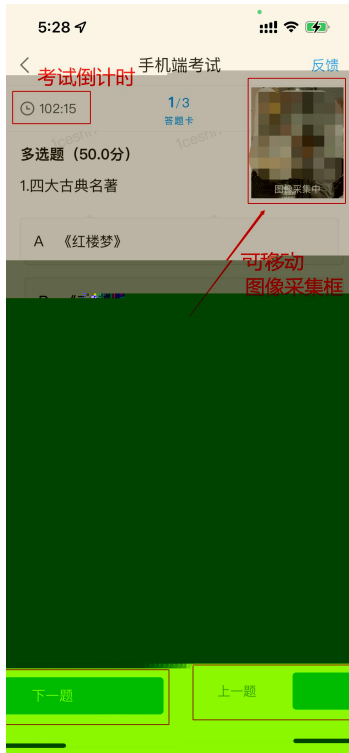 5:28
手机端考试
反馈
考试倒计时
102:15
1/3
答题卡
图像采集中
多选题（50.0分）
1.四大古典名著
A 《红楼梦》
可移动
图像采集框
下一题
上一题